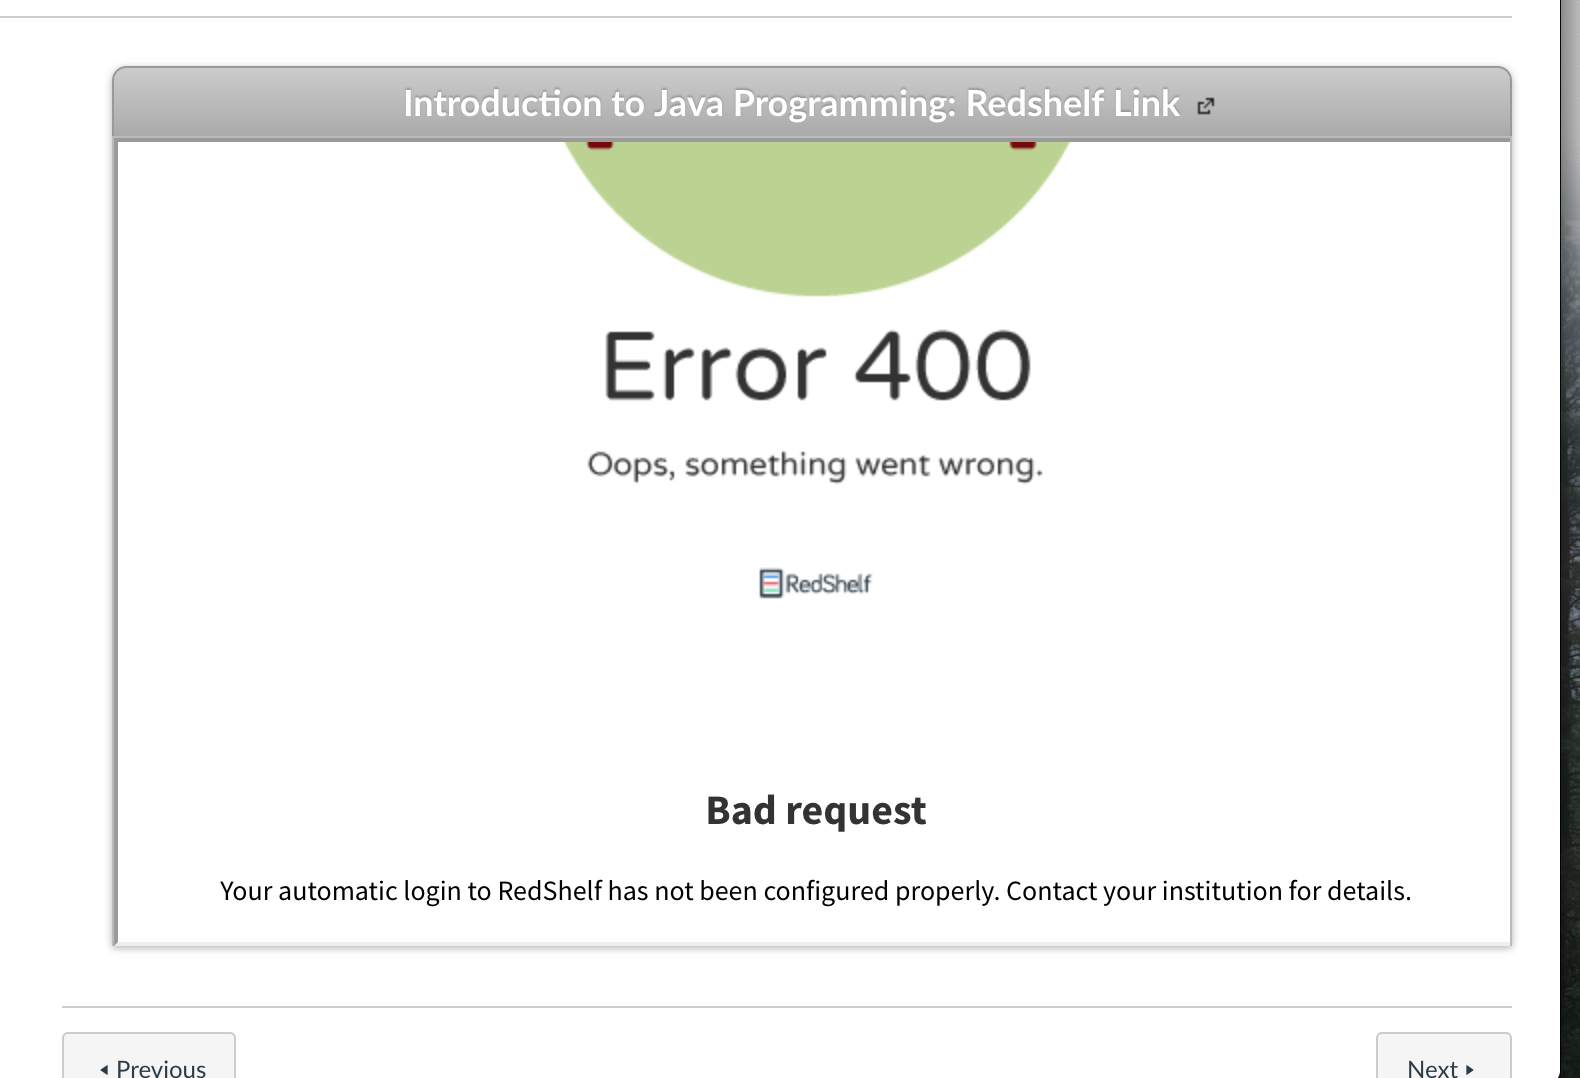 Introduction to Java Programming: Redshelf Link
Error 400
Oops, something went wrong.
RedShelf
Bad request
Your automatic login to RedShelf has not been configured properly. Contact your institution for details.
Previous
Next